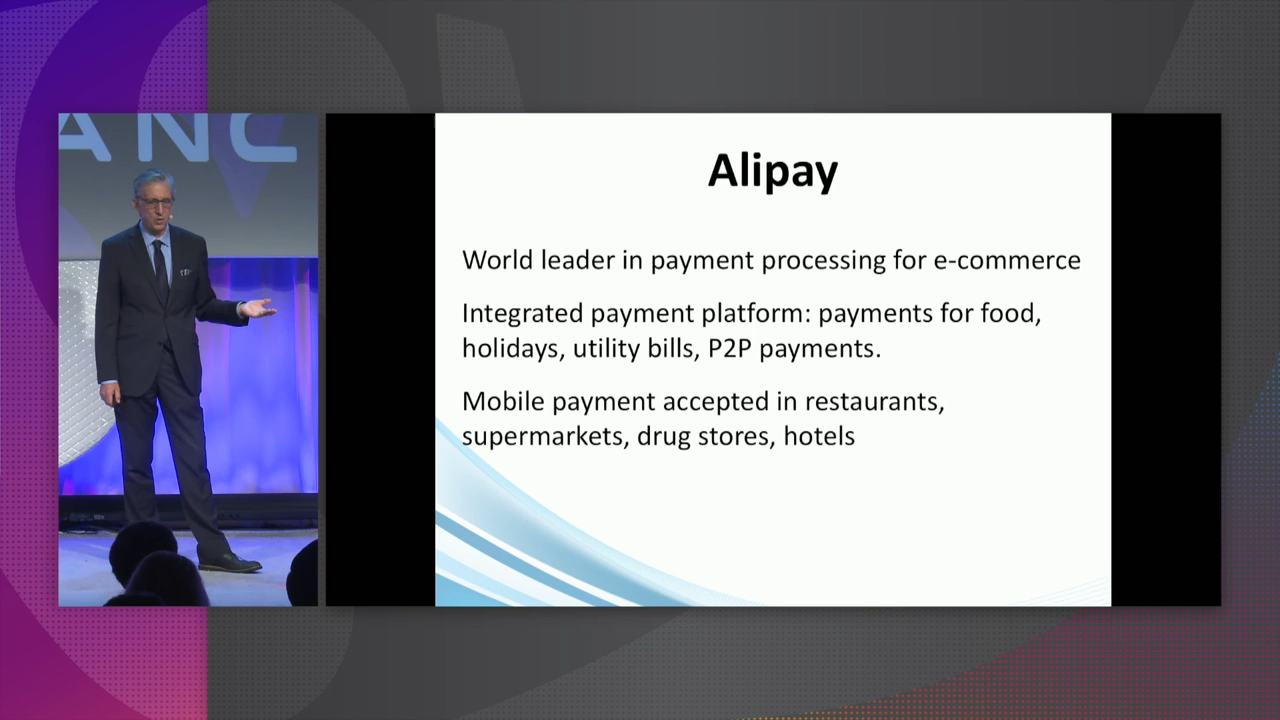 ANC
Alipay
World leader in payment processing for e-commerce
Integrated payment platform: payments for food,
holidays, utility bills, P2P payments.
Mobile payment accepted in restaurants,
supermarkets, drug stores, hotels